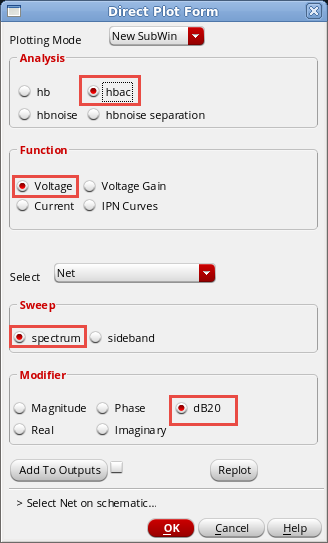 Direct Plot Form
Plotting Mode New SubWin
Analysis
hb hbac
hbnoise hbnoise separation
Function
Voltage Voltage Gain
Current IPN Curves
Select Net
Sweep
spectrum sideband
Modifier
Magnitude Phase dB20
Real Imaginary
Add To Outputs Replot
> Select Net on schematic...
OK Cancel Help